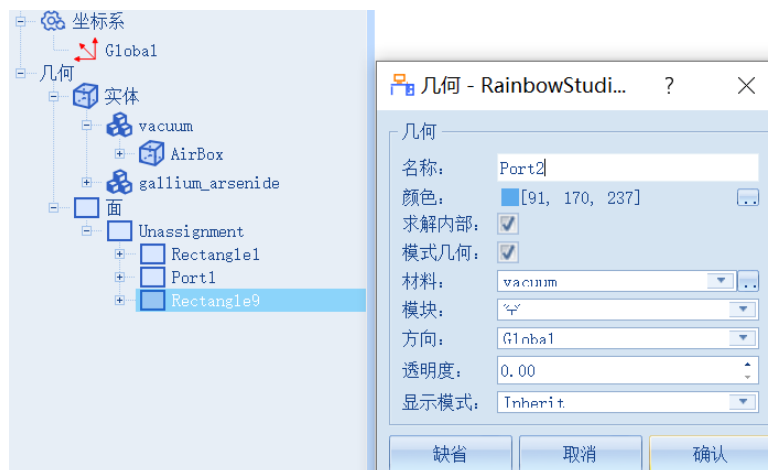 坐标系
Global
几何
实体
vacuum
AirBox
gallium_arsenide
面
Unassignment
Rectangle1
Port1
Rectangle9
几何 - RainbowStudi... ?
几何
名称： Port2
颜色： [91, 170, 237] ..
求解内部：
模式几何：
材料： vacuum ..
模块：
方向： Global
透明度： 0.00
显示模式： Inherit
缺省 取消 确认